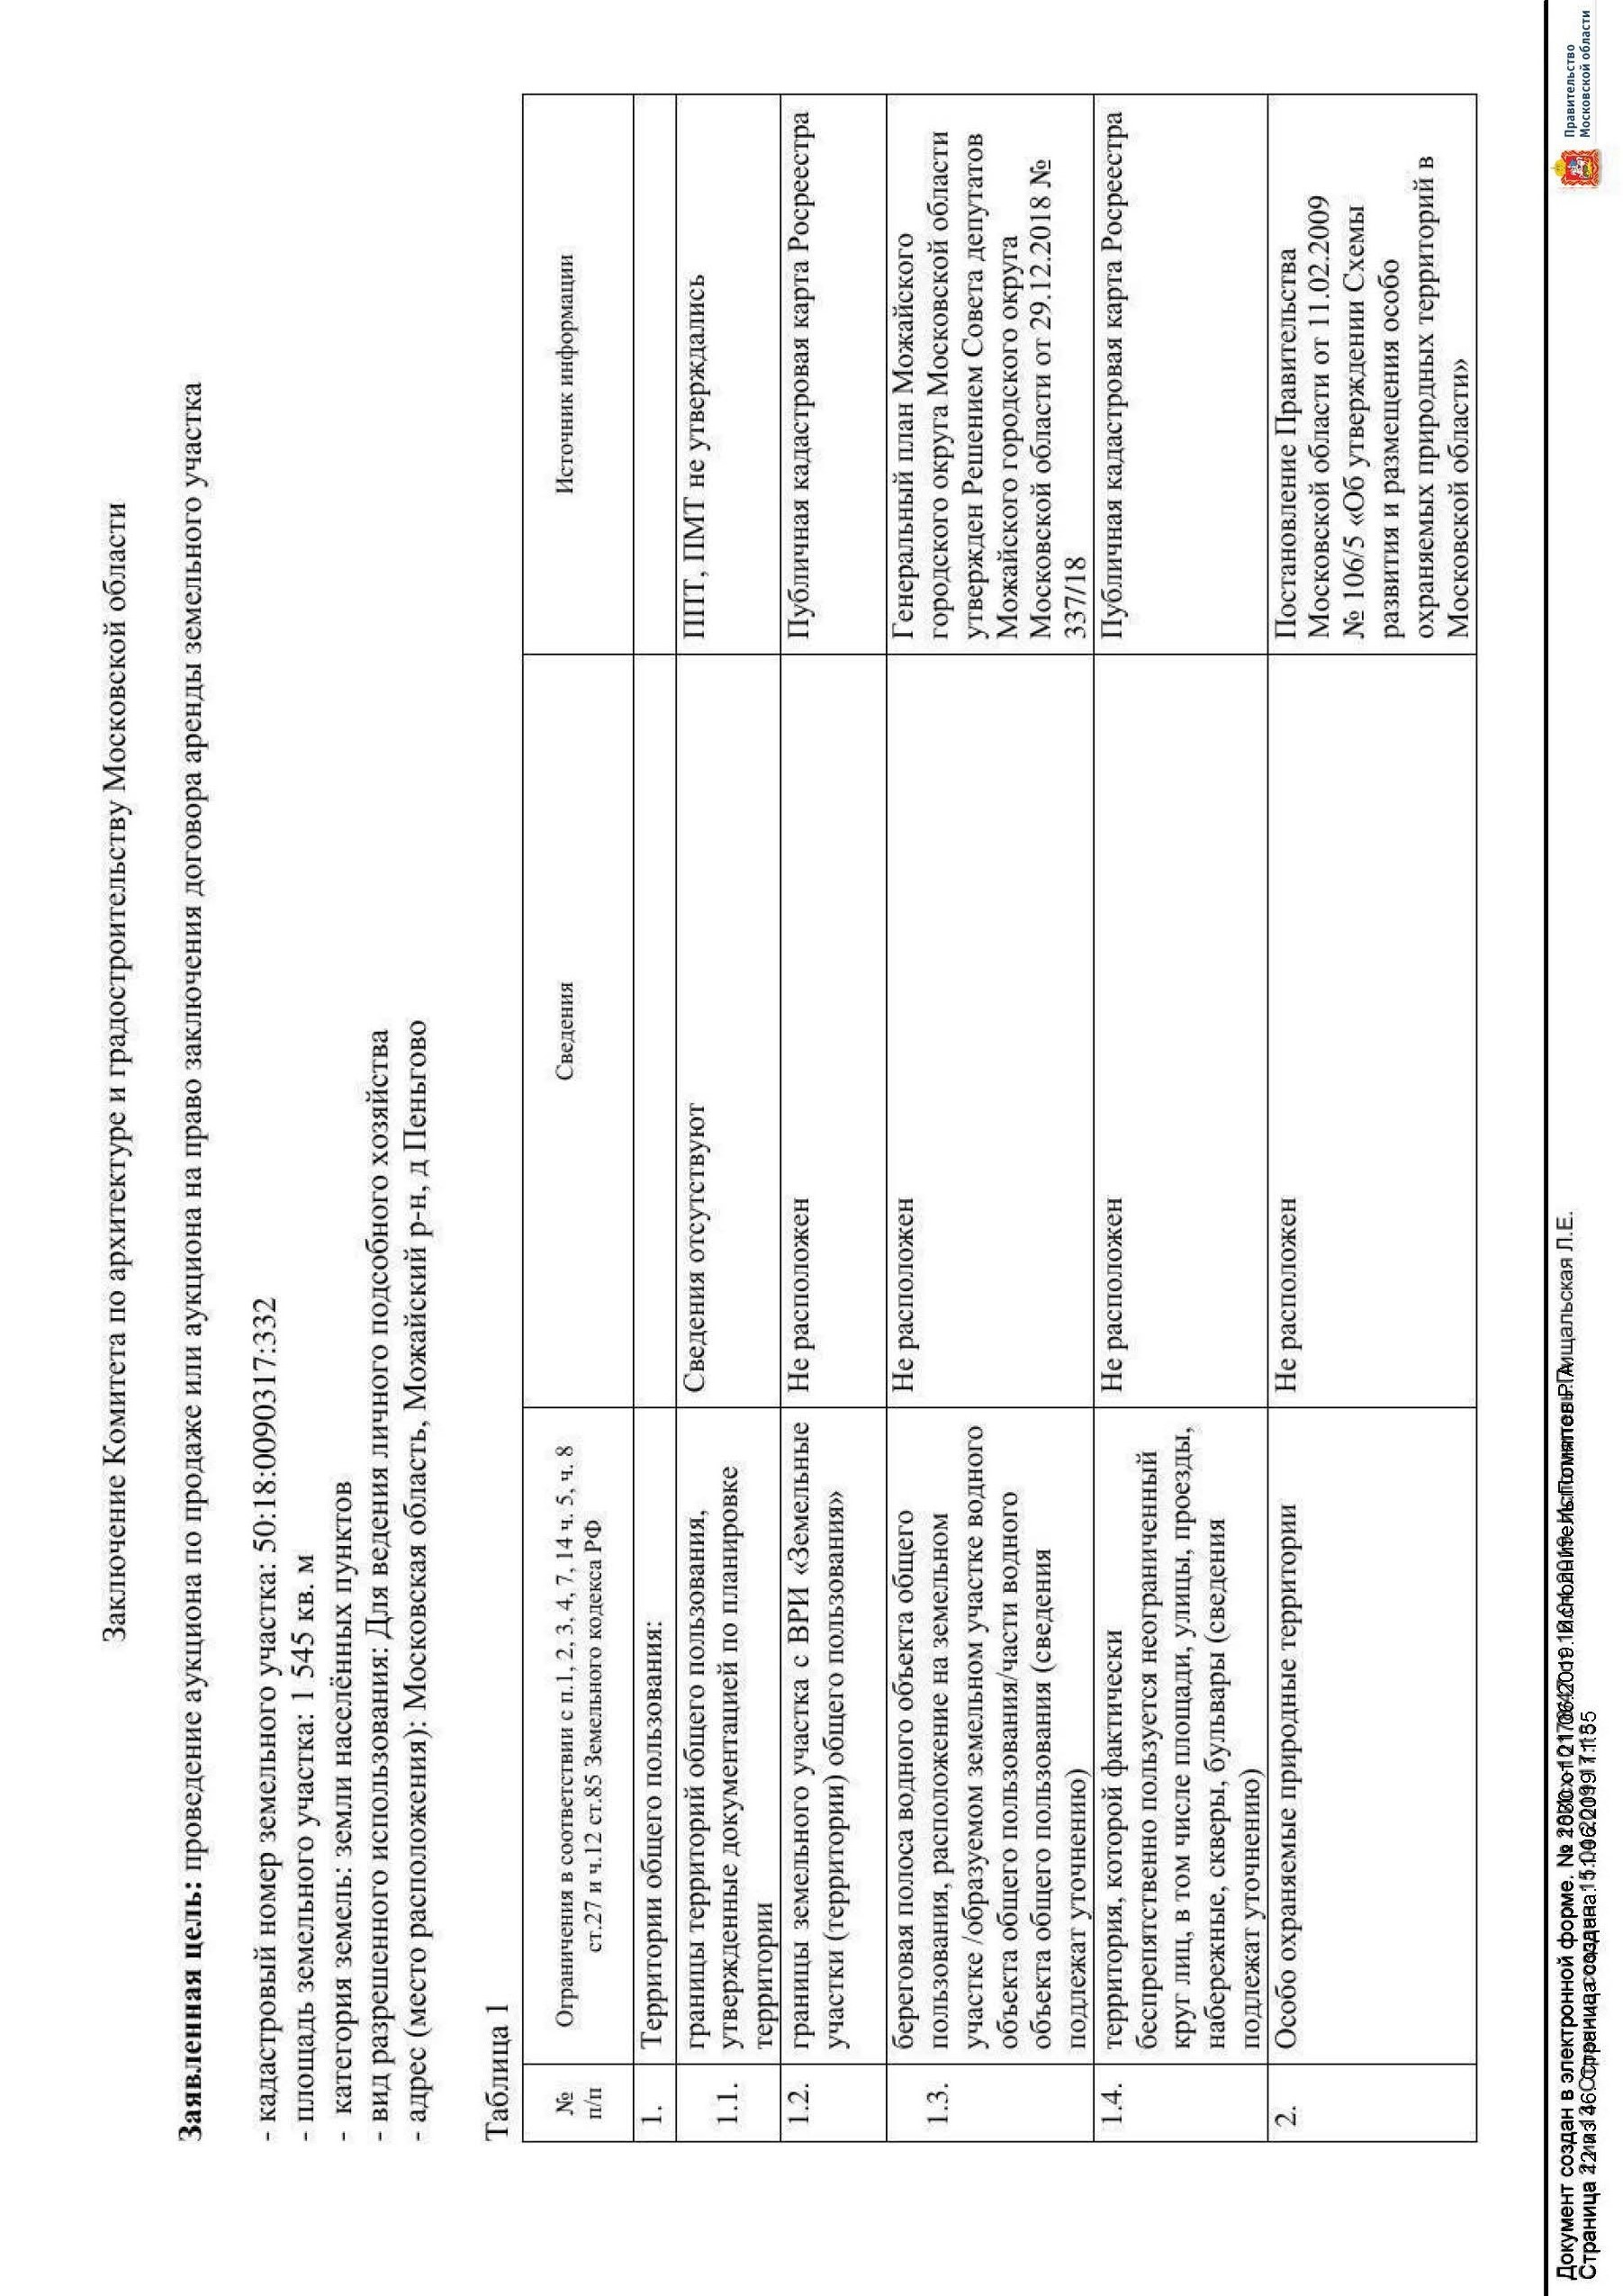 Заключение Комитета по архитектуре и градостроительству Московской области
Заявленная цель: проведение аукциона по продаже или аукциона на право заключения договора аренды земельного участка
- кадастровый номер земельного участка: 50:18:0090317:332
- площадь земельного участка: 1 545 кв. м
- категория земель: земли населённых пунктов
- вид разрешенного использования: Для ведения личного подсобного хозяйства
- адрес (место расположения): Московская область, Можайский р-н, д Пеньгово
Таблица 1
№
п/п
Ограничения в соответствии с п.1, 2, 3, 4, 7, 14 ч. 5, ч. 8
ст.27 и ч.12 ст.85 Земельного кодекса РФ
Сведения
Источник информации
1.
Территории общего пользования:
1.1.
границы территорий общего пользования,
утвержденные документацией по планировке
территории
Сведения отсутствуют
ППТ, ПМТ не утверждались
1.2.
границы земельного участка с ВРИ «Земельные
участки (территории) общего пользования»
Не расположен
Публичная кадастровая карта Росреестра
1.3.
береговая полоса водного объекта общего
пользования, расположение на земельном
участке /образуемом земельном участке водного
объекта общего пользования/части водного
объекта общего пользования (сведения
подлежат уточнению)
Не расположен
Генеральный план Можайского
городского округа Московской области
утвержден Решением Совета депутатов
Можайского городского округа
Московской области от 29.12.2018 №
337/18
1.4.
территория, которой фактически
беспрепятственно пользуется неограниченный
круг лиц, в том числе площади, улицы, проезды,
набережные, скверы, бульвары (сведения
подлежат уточнению)
Не расположен
Публичная кадастровая карта Росреестра
2.
Особо охраняемые природные территории
Не расположен
Постановление Правительства
Московской области от 11.02.2009
№ 106/5 «Об утверждении Схемы
развития и размещения особо
охраняемых природных территорий в
Московской области»
Документ создан в электронной форме. №
Страница
Правительство
Московской области